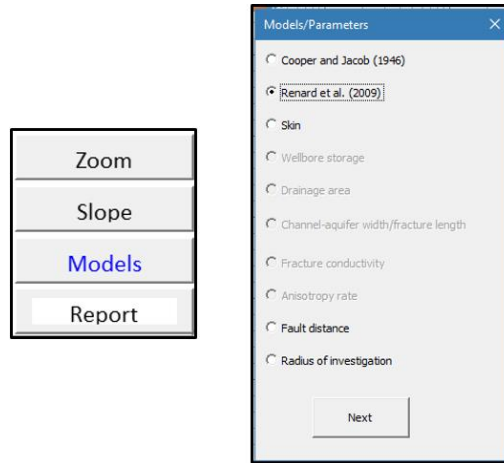 Zoom
Slope
Models
Report
Models/Parameters
Cooper and Jacob (1946)
Renard et al. (2009)
Skin
Wellbore storage
Drainage area
Channel-aquifer width/fracture length
Fracture conductivity
Anisotropy rate
Fault distance
Radius of investigation
Next